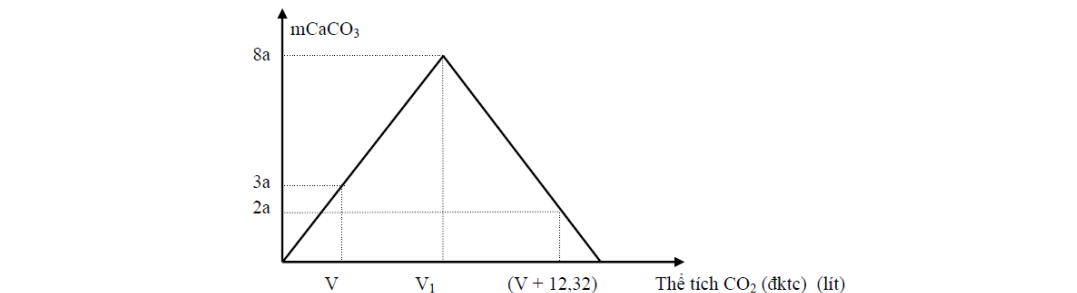 mCaCO₃
8a
3a
2a
V V₁ (V + 12,32) Thể tích CO₂ (đktc) (lít)